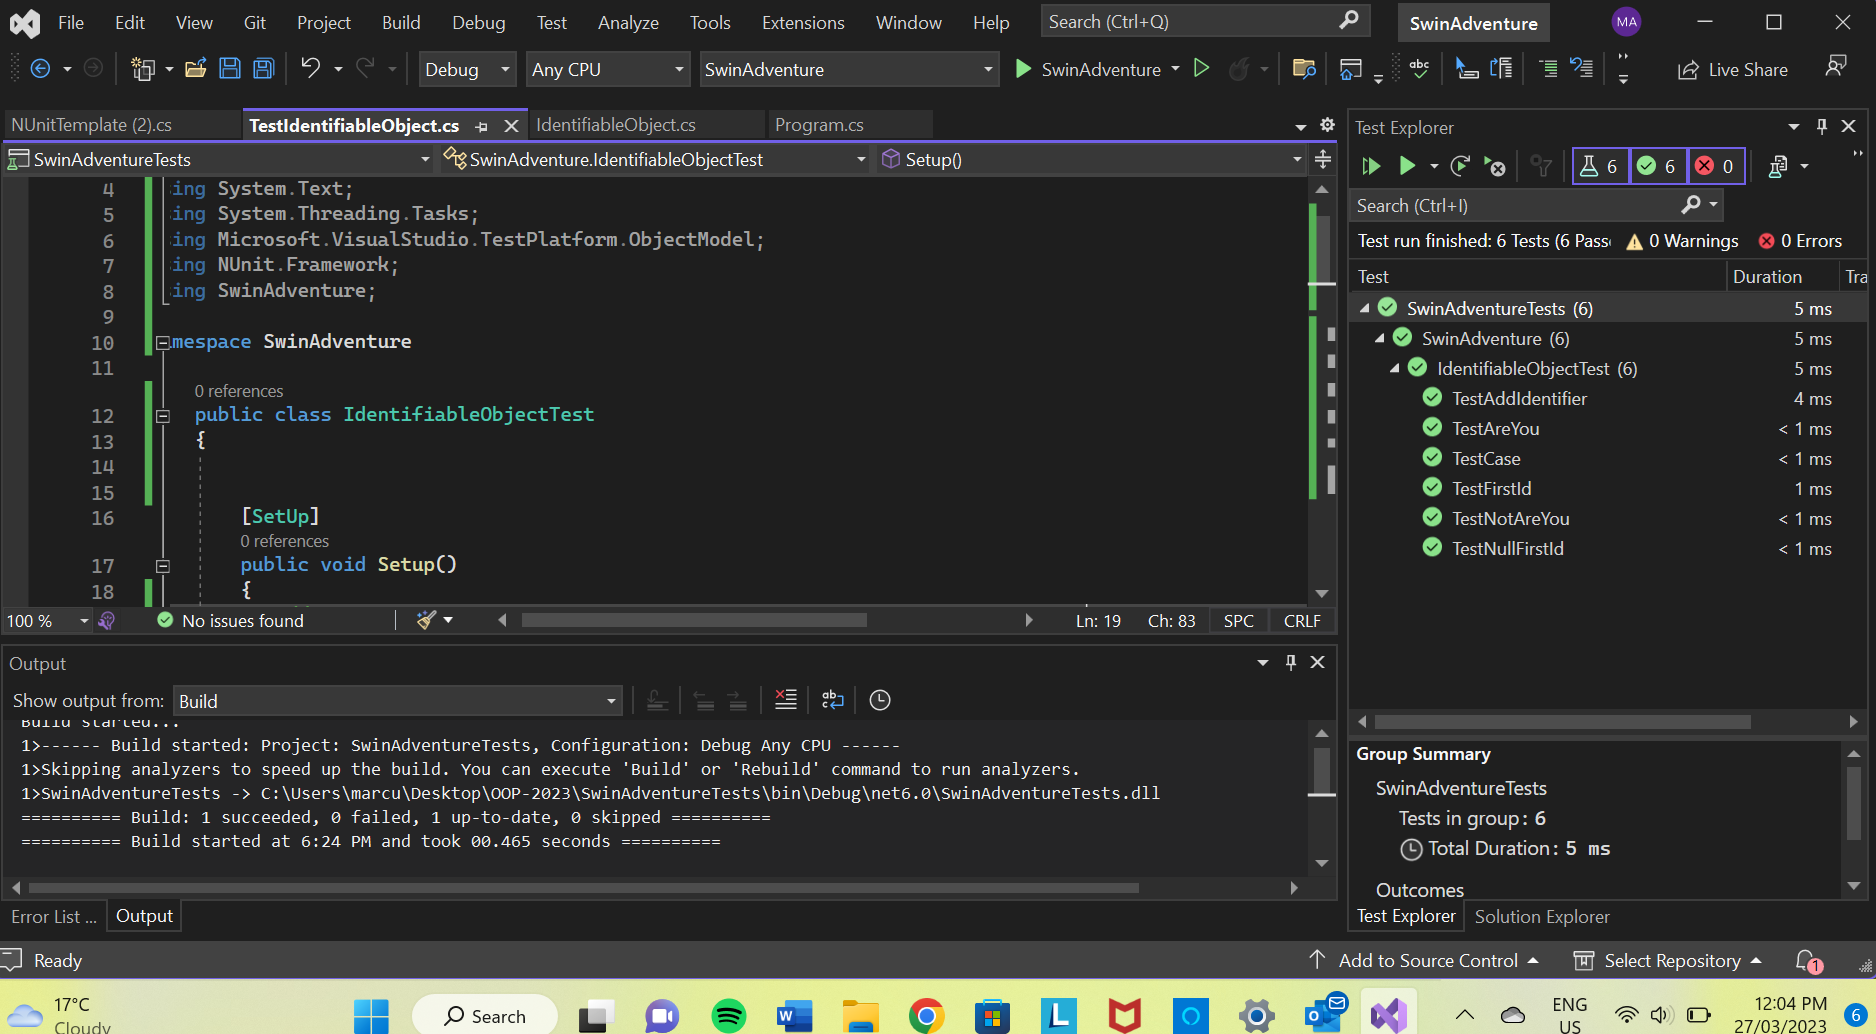 File Edit View Git Project Build Debug Test Analyze Tools Extensions Window Help Search (Ctrl+Q) SwinAdventure MA
Debug Any CPU SwinAdventure SwinAdventure Live Share
NUnitTemplate (2).cs TestIdentifiableObject.cs IdentifiableObject.cs Program.cs
SwinAdventureTests SwinAdventure.IdentifiableObjectTest Setup()
4 ing System.Text;
5 ing System.Threading.Tasks;
6 ing Microsoft.VisualStudio.TestPlatform.ObjectModel;
7 ing NUnit.Framework;
8 ing SwinAdventure;
9
10 mespace SwinAdventure
11
0 references
12 public class IdentifiableObjectTest
13 {
14
15
16 [SetUp]
0 references
17 public void Setup()
18 {
100 % No issues found Ln: 19 Ch: 83 SPC CRLF
Output
Show output from: Build
Build started...
1>------ Build started: Project: SwinAdventureTests, Configuration: Debug Any CPU ------
1>Skipping analyzers to speed up the build. You can execute 'Build' or 'Rebuild' command to run analyzers.
1>SwinAdventureTests -> C:\Users\marcu\Desktop\OOP-2023\SwinAdventureTests\bin\Debug\net6.0\SwinAdventureTests.dll
========== Build: 1 succeeded, 0 failed, 1 up-to-date, 0 skipped ==========
========== Build started at 6:24 PM and took 00.465 seconds ==========
Error List ... Output
Test Explorer
6 6 0
Search (Ctrl+I)
Test run finished: 6 Tests (6 Pass 0 Warnings 0 Errors
Test Duration Tra
SwinAdventureTests (6) 5 ms
SwinAdventure (6) 5 ms
IdentifiableObjectTest (6) 5 ms
TestAddIdentifier 4 ms
TestAreYou < 1 ms
TestCase < 1 ms
TestFirstId 1 ms
TestNotAreYou < 1 ms
TestNullFirstId < 1 ms
Group Summary
SwinAdventureTests
Tests in group: 6
Total Duration: 5 ms
Outcomes
Test Explorer Solution Explorer
Ready Add to Source Control Select Repository 1
17°C
Cloudy
Search
ENG
US
12:04 PM
27/03/2023
6